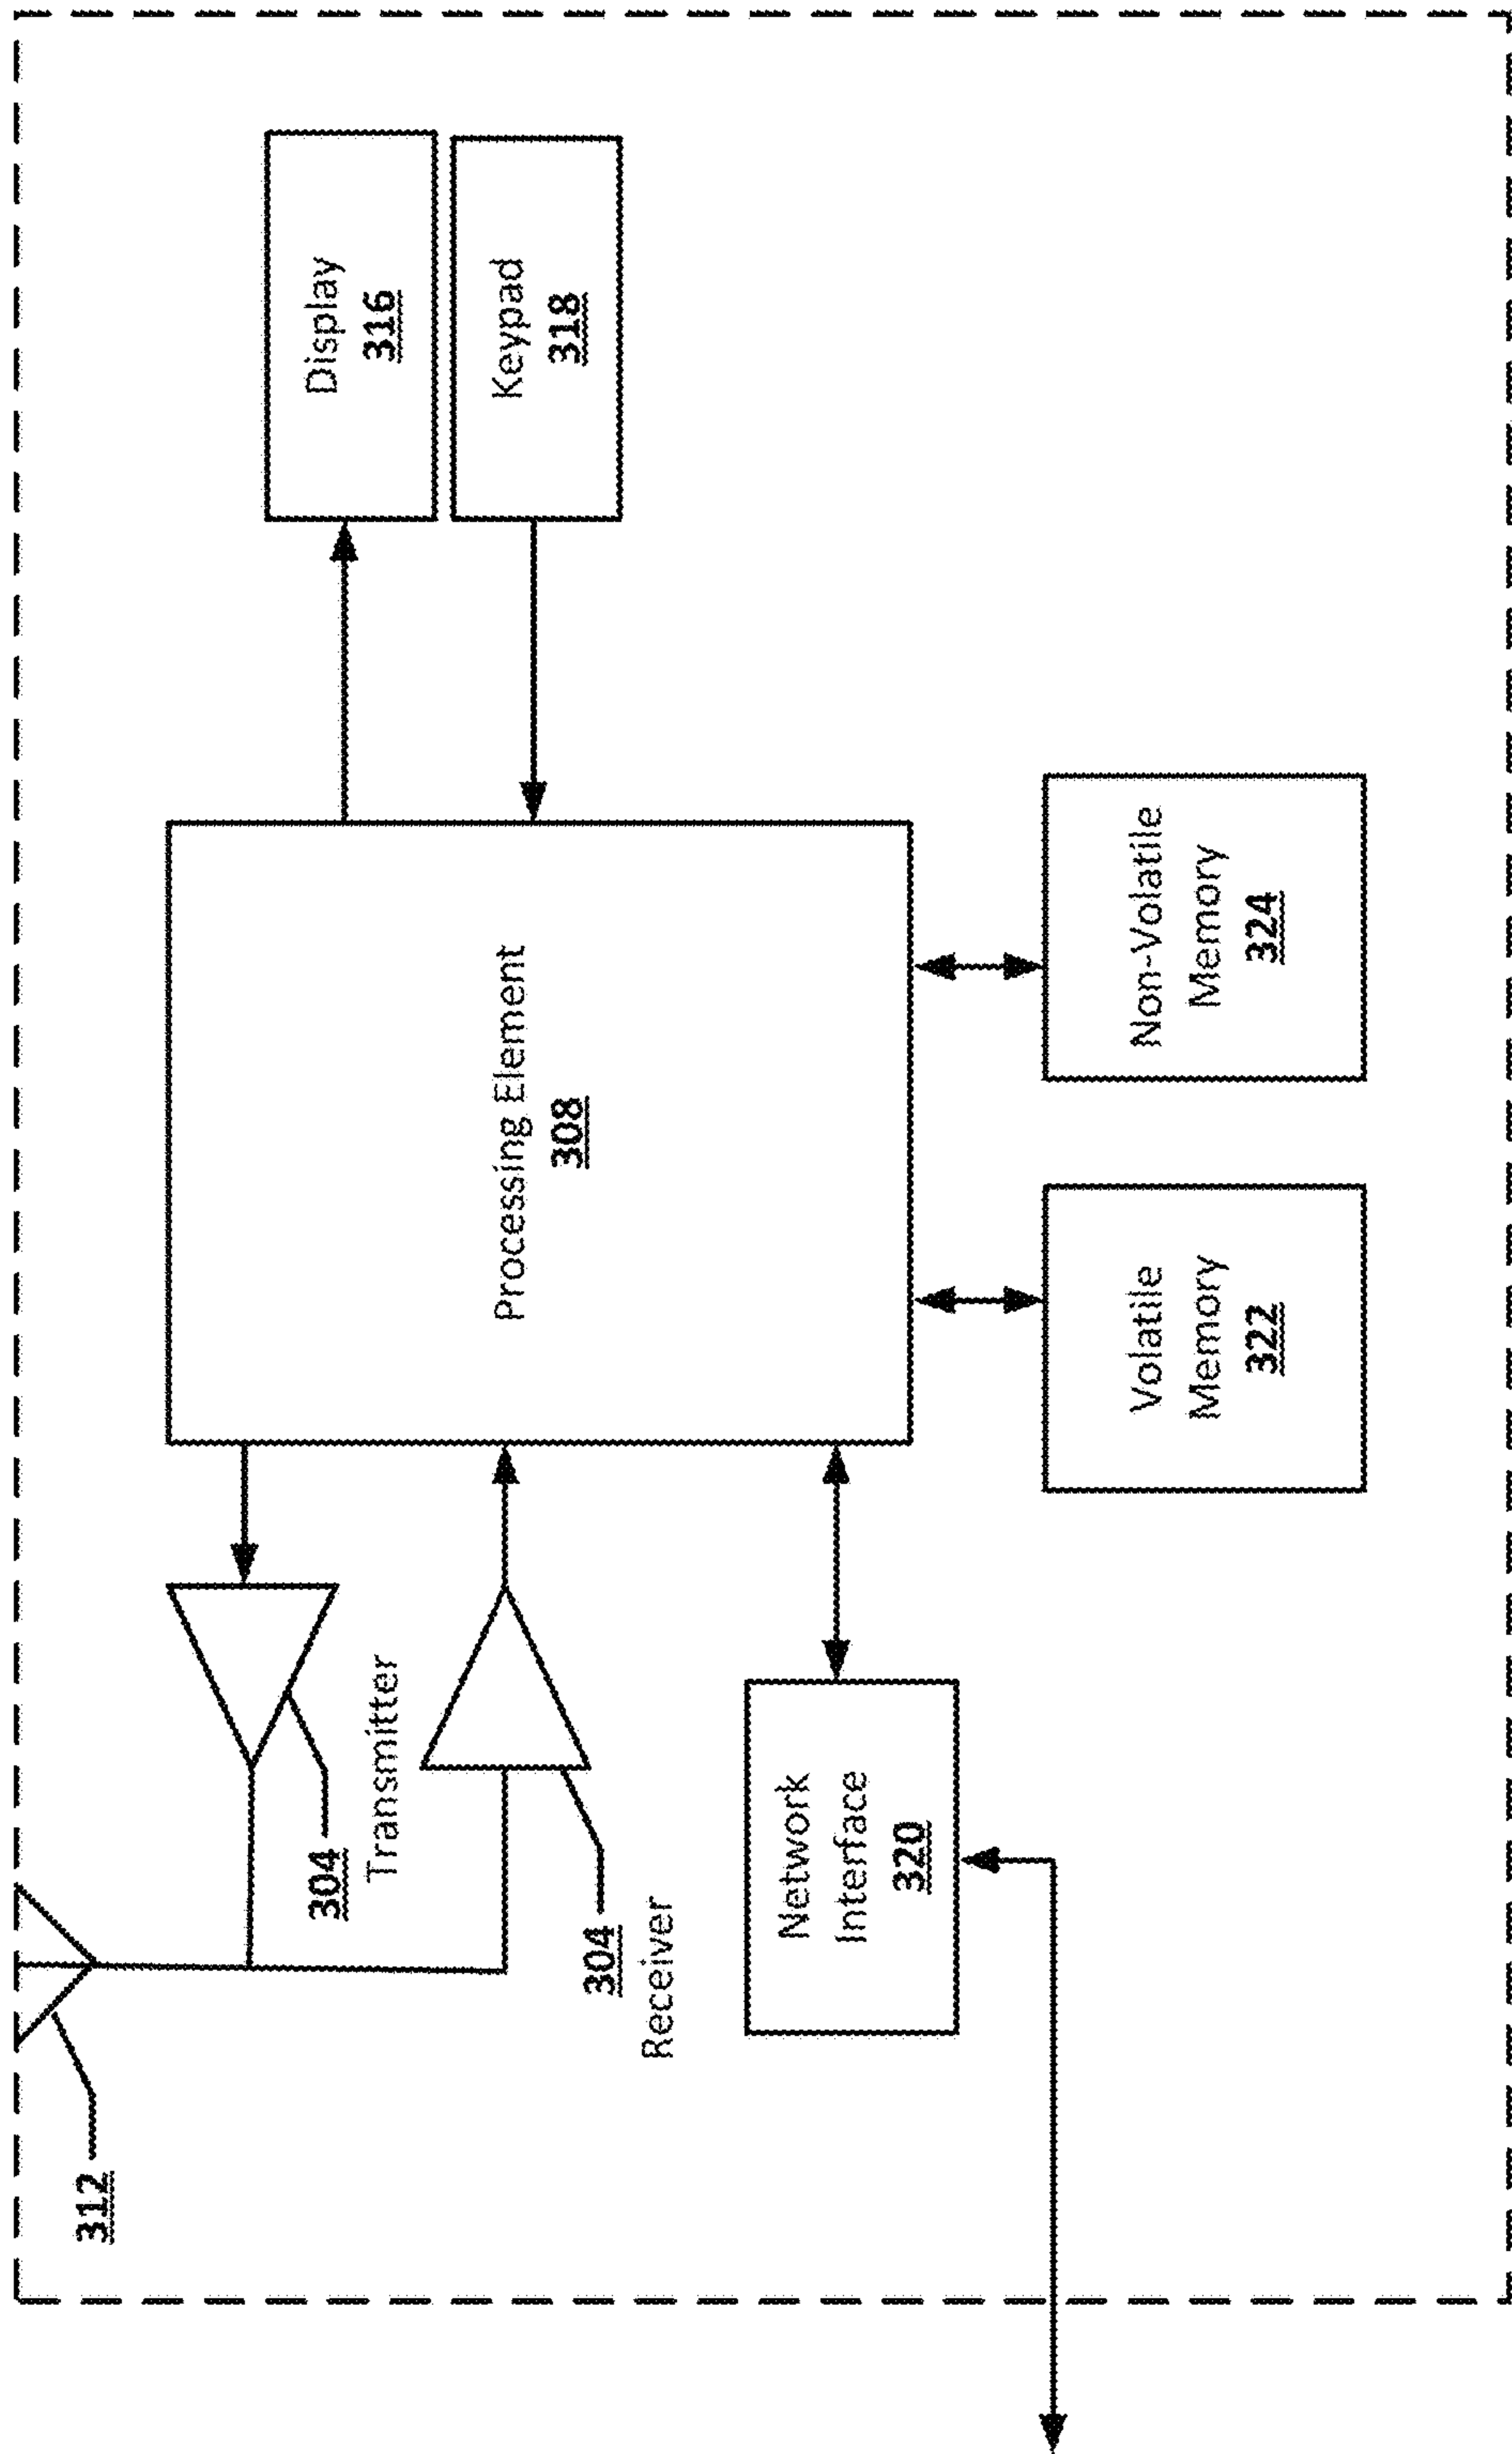 312
304
Transmitter
304
Receiver
Network
Interface
320
Processing Element
308
Display
316
Keypad
318
Volatile
Memory
322
Non-Volatile
Memory
324